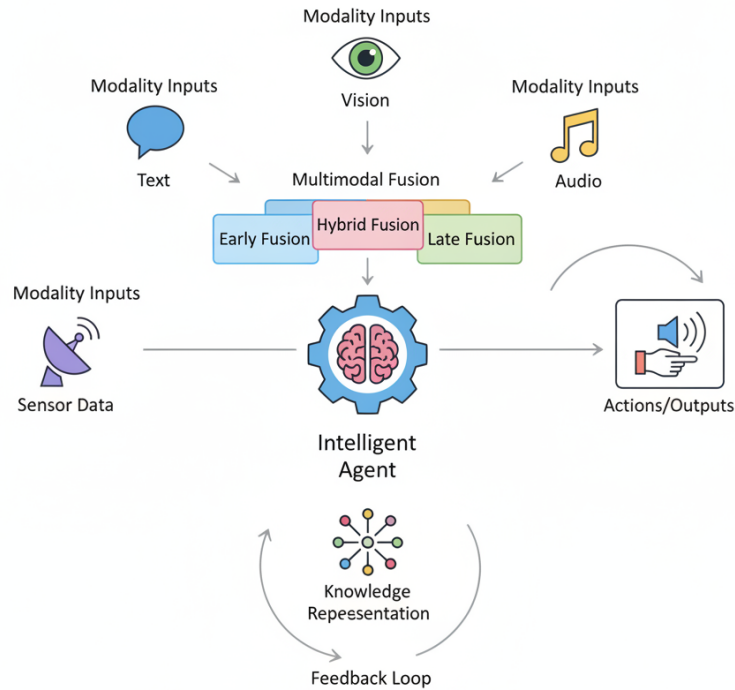 Modality Inputs
Vision
Modality Inputs
Text
Modality Inputs
Audio
Multimodal Fusion
Early Fusion
Hybrid Fusion
Late Fusion
Modality Inputs
Sensor Data
Intelligent
Agent
Actions/Outputs
Knowledge
Representation
Feedback Loop